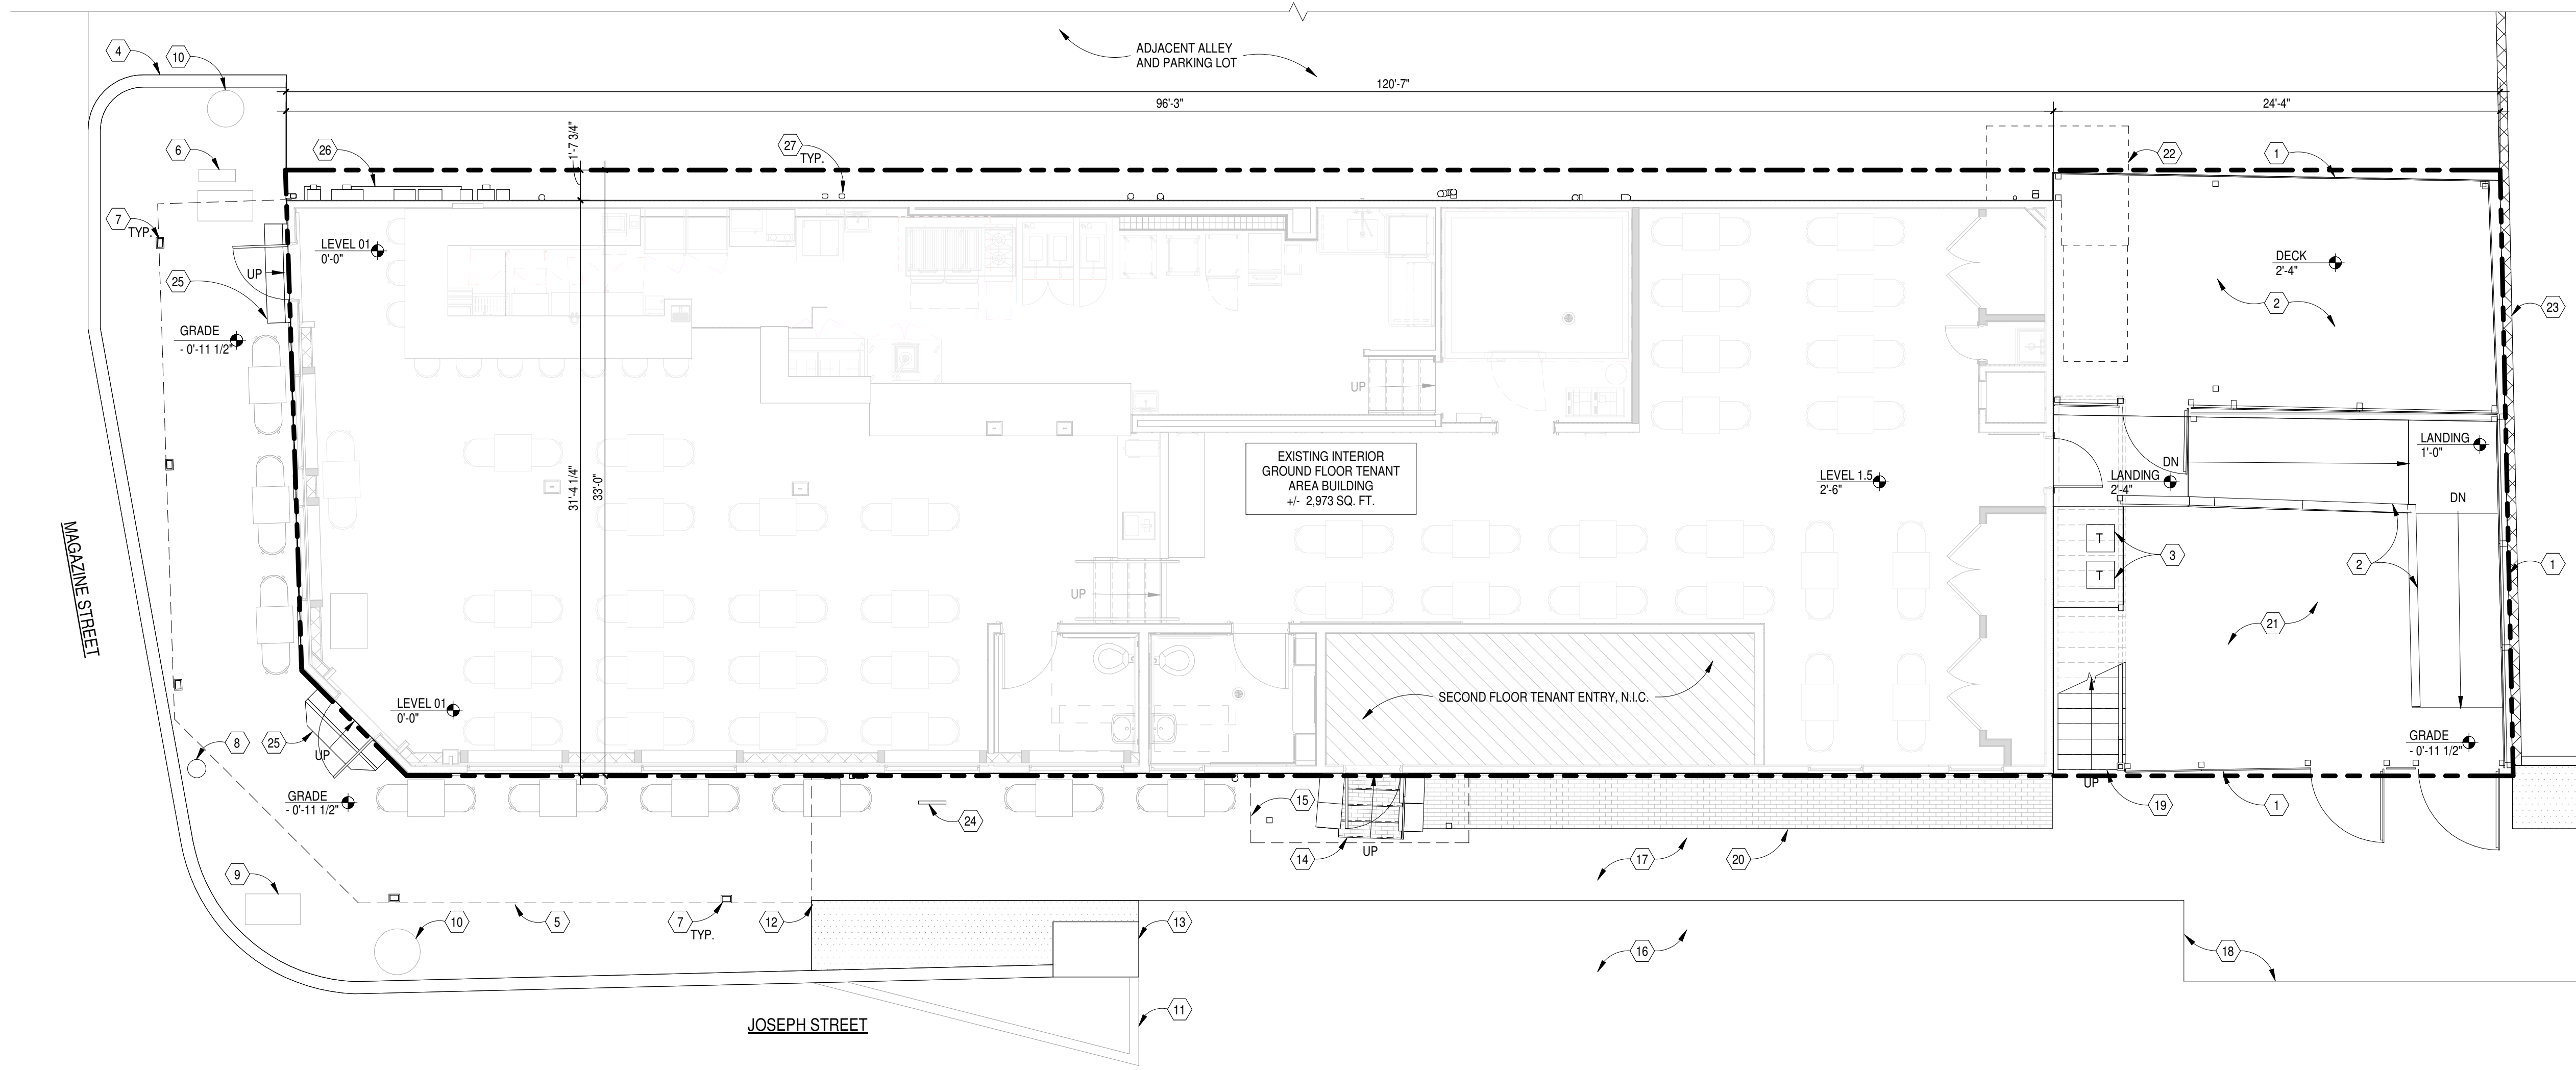 4
10
ADJACENT ALLEY
AND PARKING LOT
120'-7"
96'-3"
24'-4"
6
26
1'-7 3/4"
27
TYP.
22
1
7
TYP.
LEVEL 01
0'-0"
UP
25
DECK
2'-4"
2
23
GRADE
- 0'-11 1/2"
UP
EXISTING INTERIOR
GROUND FLOOR TENANT
AREA BUILDING
+/- 2,973 SQ. FT.
31'-4 1/4"
33'-0"
LEVEL 1.5
2'-6"
LANDING
1'-0"
DN
LANDING
2'-4"
DN
MAGAZINE STREET
T
T
3
2
1
UP
21
SECOND FLOOR TENANT ENTRY, N.I.C.
LEVEL 01
0'-0"
8
25
UP
GRADE
- 0'-11 1/2"
GRADE
- 0'-11 1/2"
24
15
UP
19
1
14
UP
17
20
9
10
5
7
TYP.
12
13
16
18
11
JOSEPH STREET